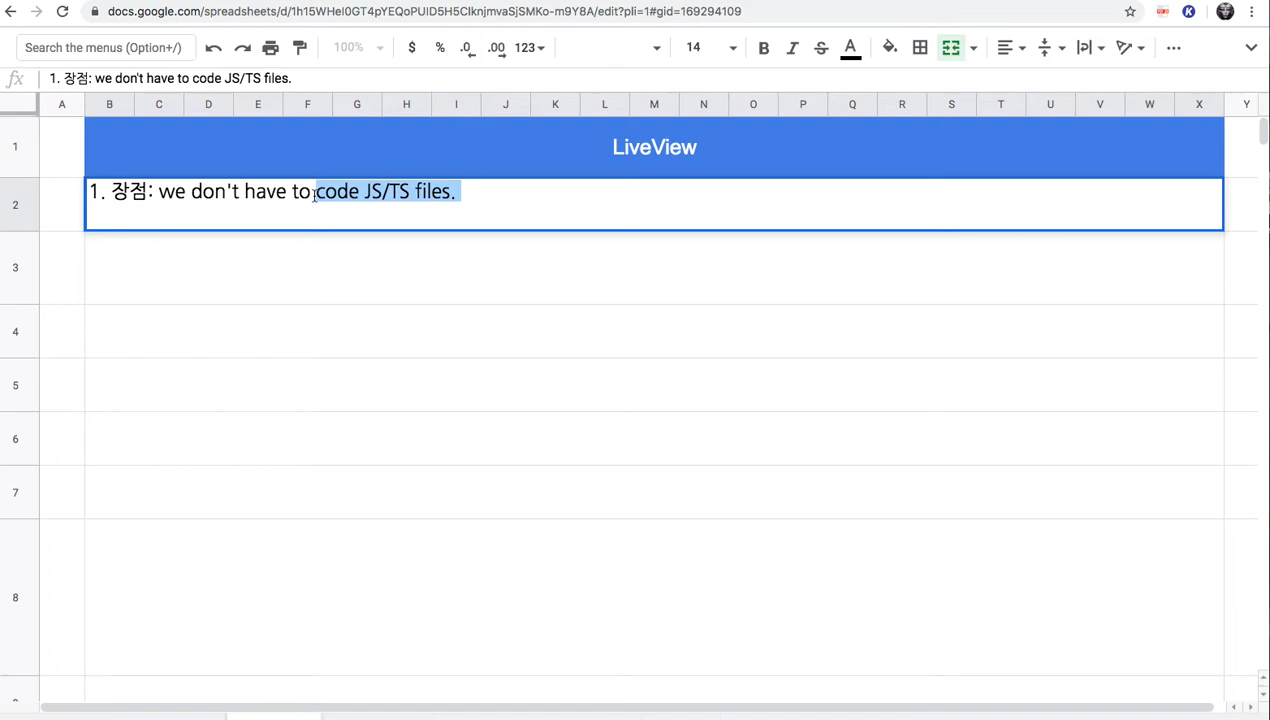 docs.google.com/spreadsheets/d/1h15WHeI0GT4pYEQoPUlD5H5CIknjmvaSjSMKo-m9Y8A/edit?pli=1#gid=169294109
Search the menus (Option+/) 100% $ % .0 .00 123 14 B I S A
fx 1. 장점: we don't have to code JS/TS files.
A B C D E F G H I J K L M N O P Q R S T U V W X Y
1 LiveView
2 1. 장점: we don't have to code JS/TS files.
3
4
5
6
7
8